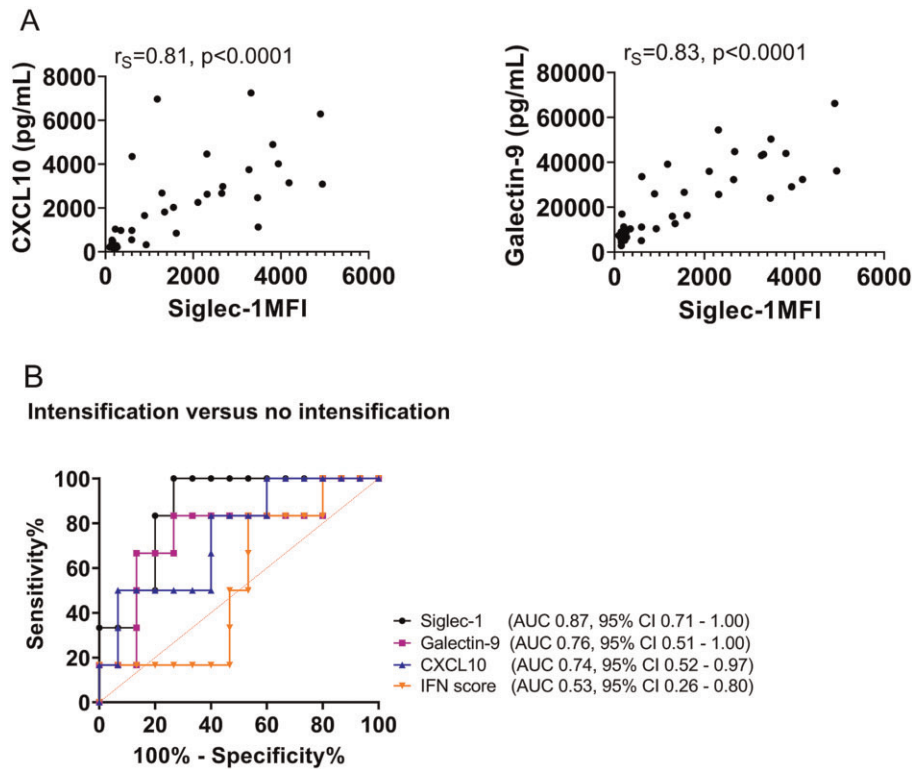 A
rS=0.81, p<0.0001
CXCL10 (pg/mL)
8000
6000
4000
2000
0
0 2000 4000 6000
Siglec-1MFI
rS=0.83, p<0.0001
Galectin-9 (pg/mL)
80000
60000
40000
20000
0
0 2000 4000 6000
Siglec-1MFI
B
Intensification versus no intensification
Sensitivity%
100
80
60
40
20
0
0 20 40 60 80 100
100% - Specificity%
Siglec-1 (AUC 0.87, 95% CI 0.71 - 1.00)
Galectin-9 (AUC 0.76, 95% CI 0.51 - 1.00)
CXCL10 (AUC 0.74, 95% CI 0.52 - 0.97)
IFN score (AUC 0.53, 95% CI 0.26 - 0.80)